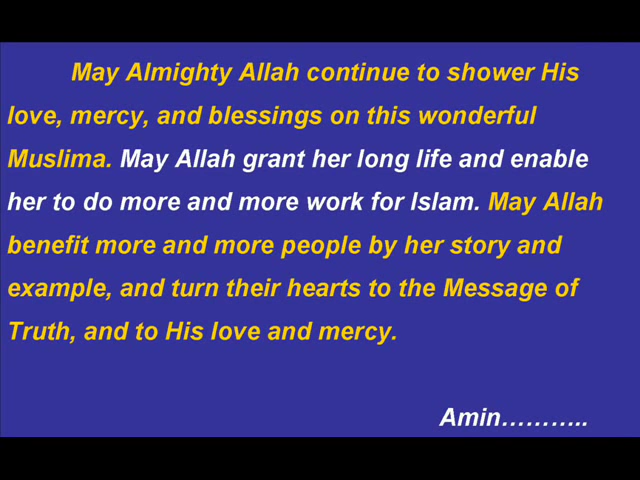 May Almighty Allah continue to shower His
love, mercy, and blessings on this wonderful
Muslima. May Allah grant her long life and enable
her to do more and more work for Islam. May Allah
benefit more and more people by her story and
example, and turn their hearts to the Message of
Truth, and to His love and mercy.
Amin………..